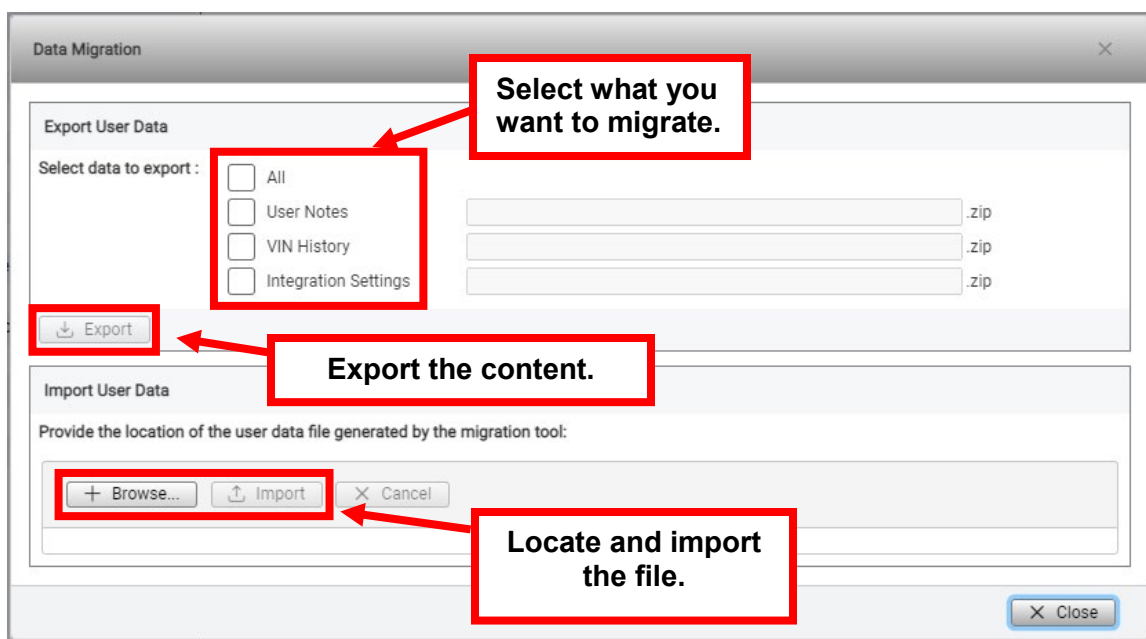 Data Migration
Select what you
want to migrate.
Export User Data
Select data to export :
All
User Notes
.zip
VIN History
.zip
Integration Settings
.zip
Export
Export the content.
Import User Data
Provide the location of the user data file generated by the migration tool:
Browse...
Import
Cancel
Locate and import
the file.
Close